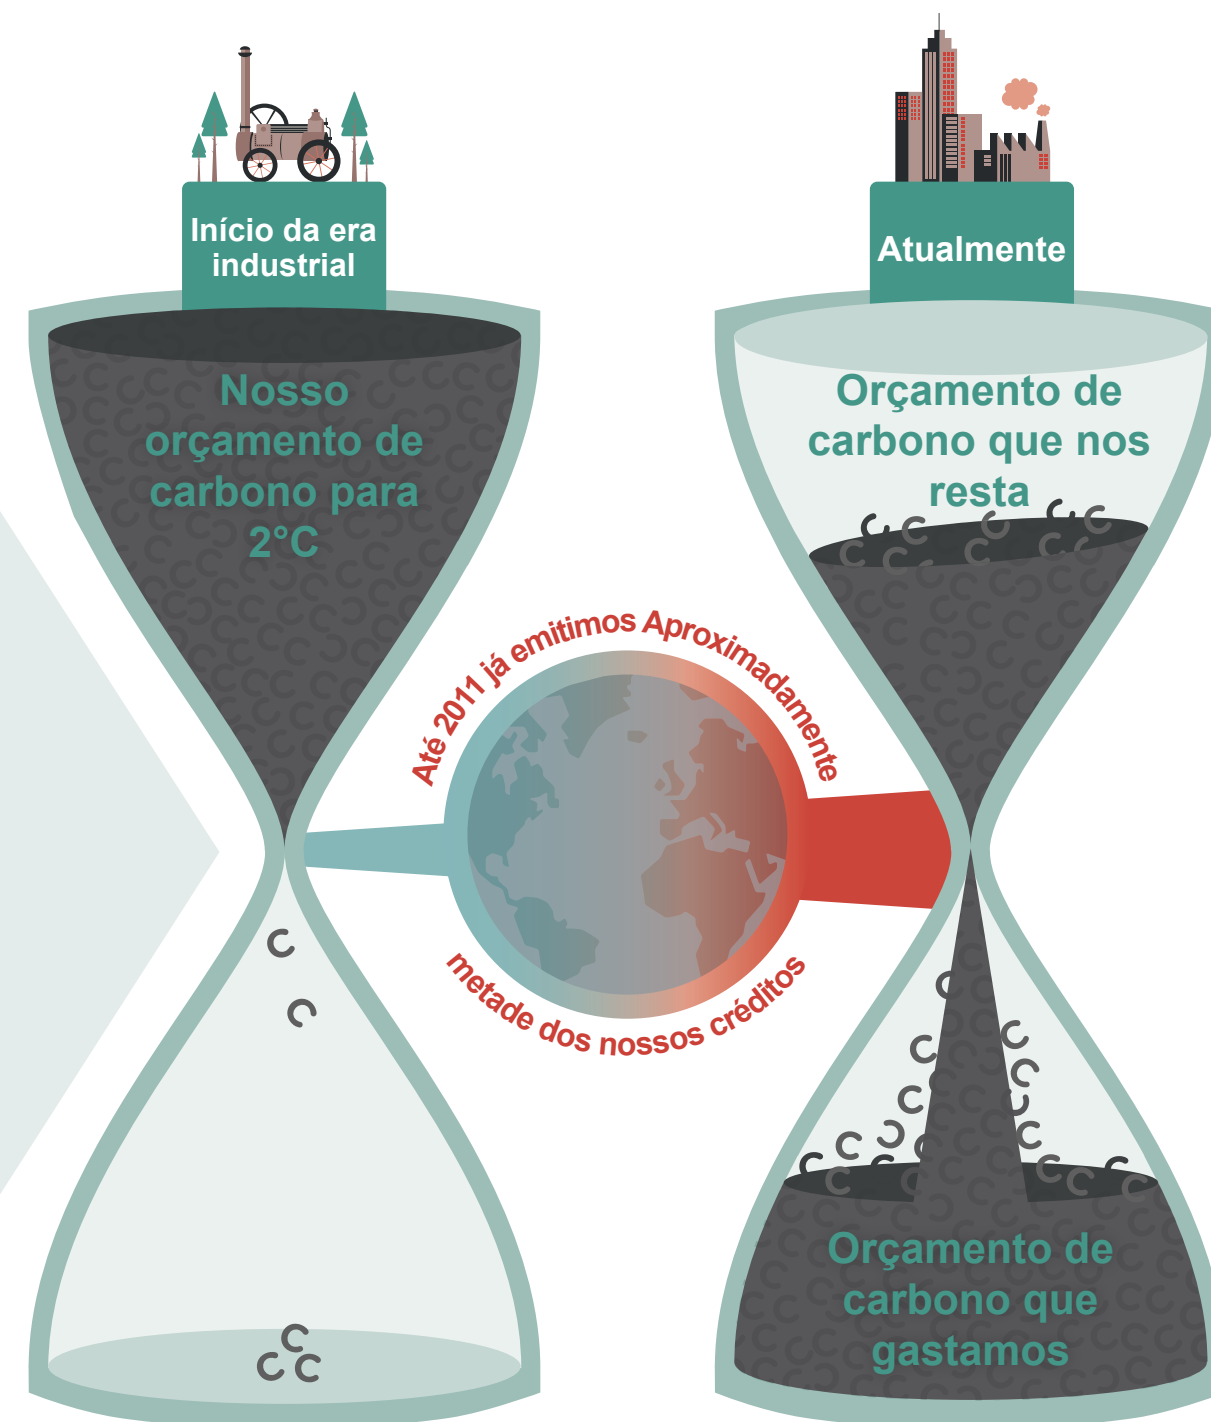 Início da era
industrial
Nosso
orçamento de
carbono para
2°C
Até 2011 já emitimos Aproximadamente
metade dos nossos créditos
Atualmente
Orçamento de
carbono que nos
resta
Orçamento de
carbono que
gastamos